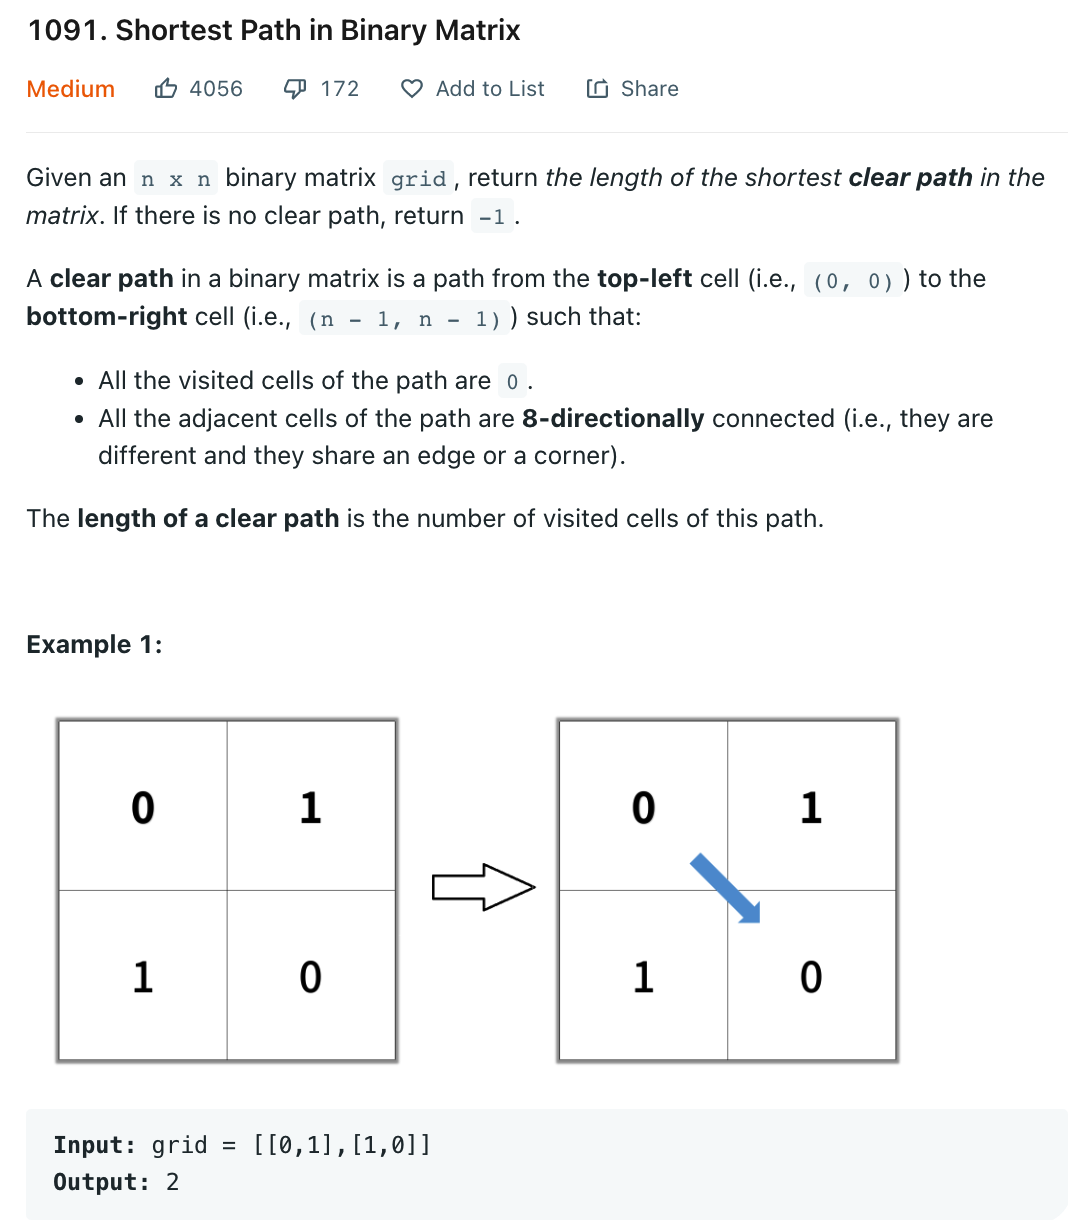 1091. Shortest Path in Binary Matrix
Medium 4056 172 Add to List Share
Given an n x n binary matrix grid, return the length of the shortest clear path in the
matrix. If there is no clear path, return -1.
A clear path in a binary matrix is a path from the top-left cell (i.e., (0, 0)) to the
bottom-right cell (i.e., (n - 1, n - 1)) such that:
• All the visited cells of the path are 0.
• All the adjacent cells of the path are 8-directionally connected (i.e., they are
different and they share an edge or a corner).
The length of a clear path is the number of visited cells of this path.
Example 1:
0 1 0 1
1 0 1 0
Input: grid = [[0,1],[1,0]]
Output: 2